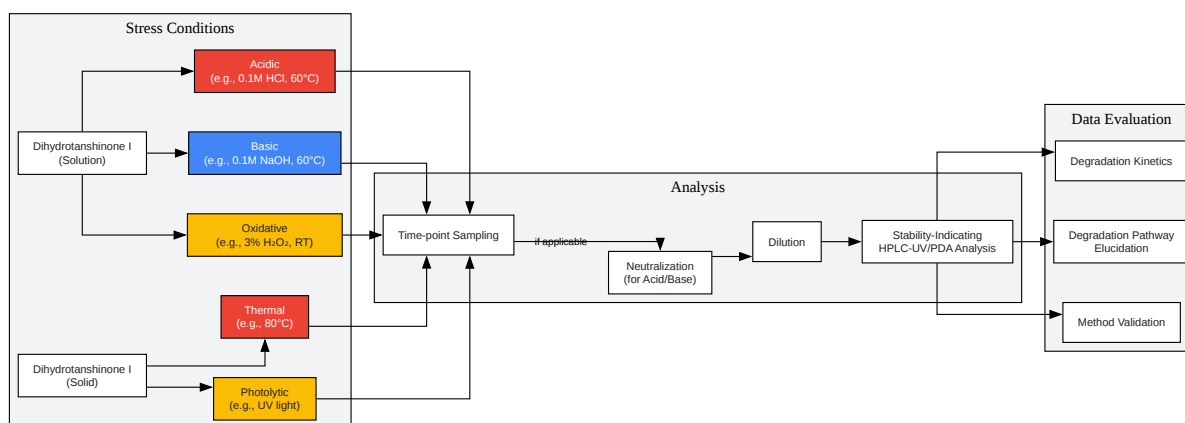 Stress Conditions
Acidic
(e.g., 0.1M HCl, 60°C)
Dihydrotanshinone I
(Solution)
Basic
(e.g., 0.1M NaOH, 60°C)
Oxidative
(e.g., 3% H₂O₂, RT)
Thermal
(e.g., 80°C)
Dihydrotanshinone I
(Solid)
Photolytic
(e.g., UV light)
Analysis
Time-point Sampling
if applicable
Neutralization
(for Acid/Base)
Dilution
Stability-Indicating
HPLC-UV/PDA Analysis
Data Evaluation
Degradation Kinetics
Degradation Pathway
Elucidation
Method Validation